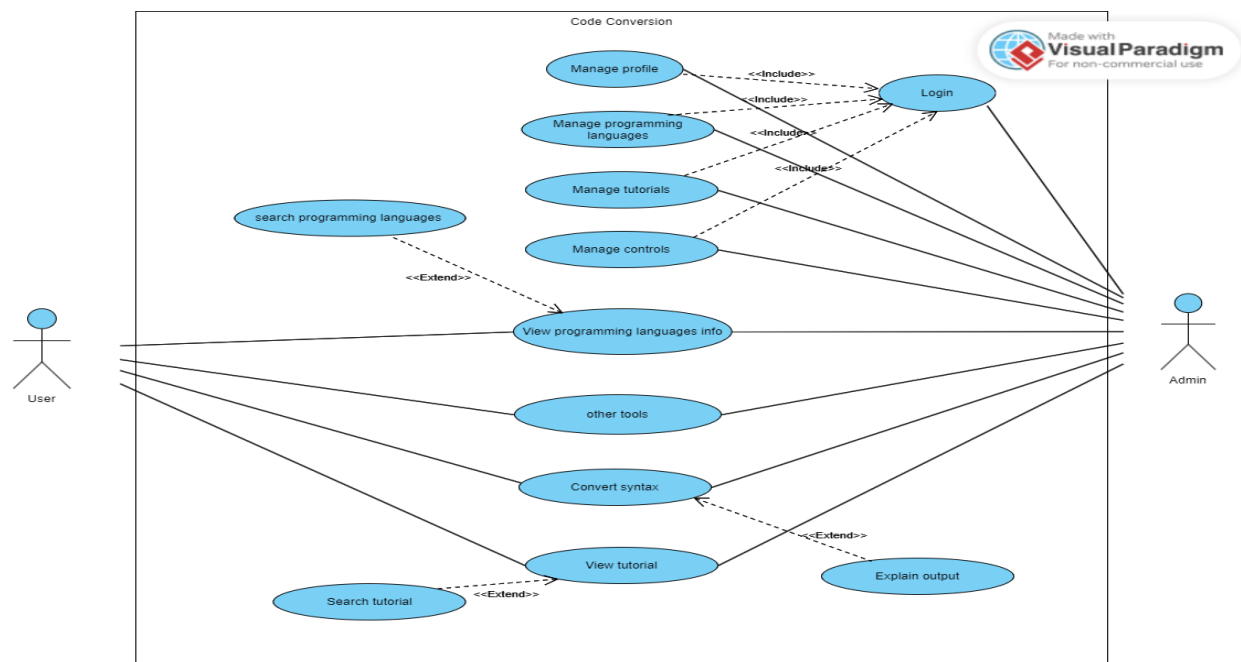 Code Conversion
Made with
Visual Paradigm
For non-commercial use
Manage profile
<<Include>>
Login
<<Include>>
Manage programming
languages
<<Include>>
<<Include>>
Manage tutorials
search programming languages
Manage controls
<<Extend>>
View programming languages info
User
Admin
other tools
Convert syntax
<<Extend>>
View tutorial
Explain output
<<Extend>>
Search tutorial